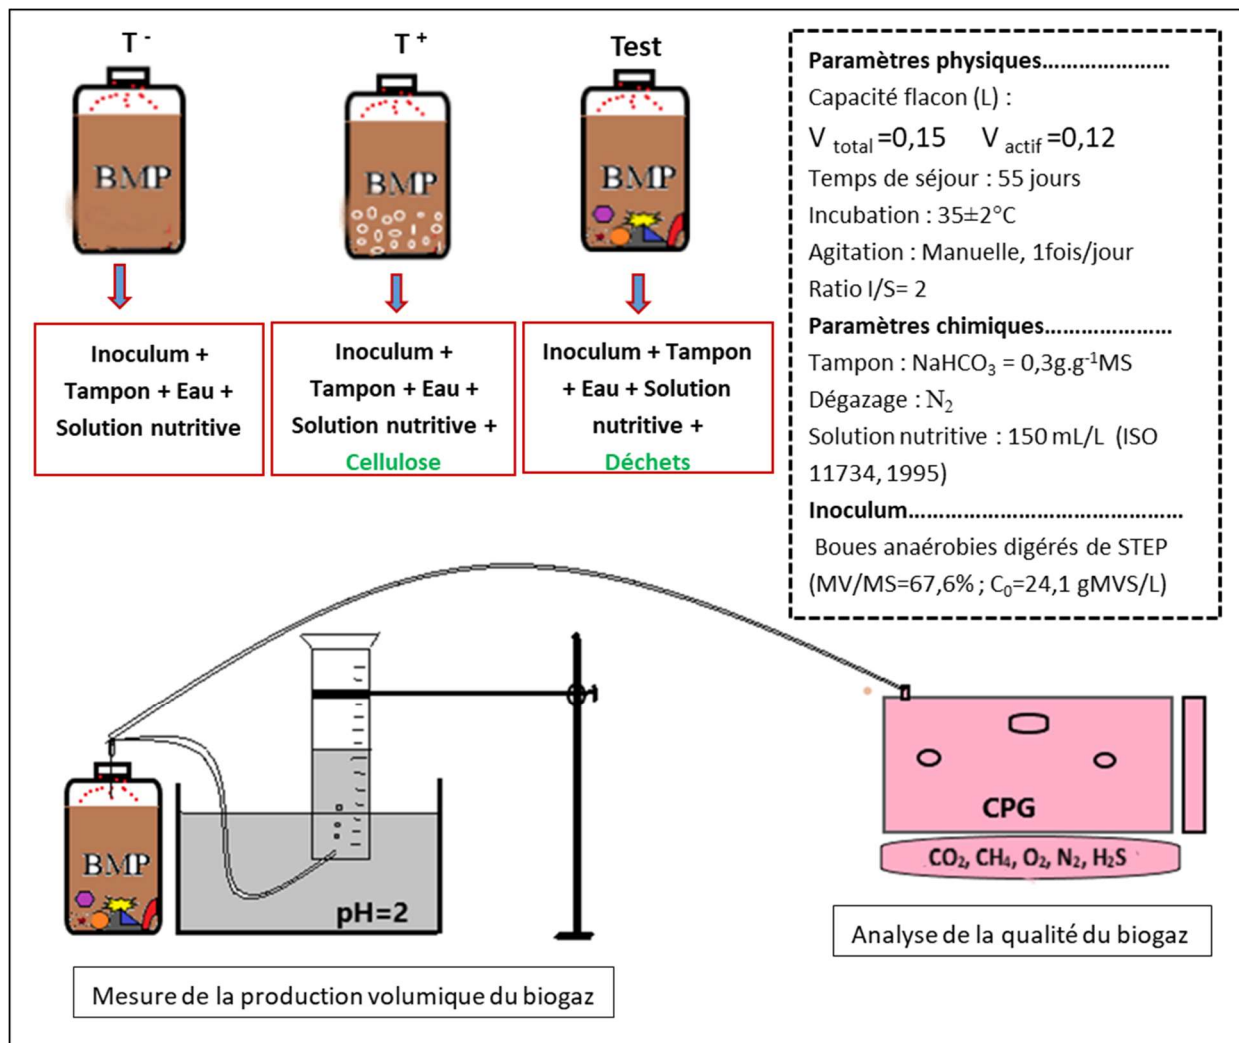 T -
T +
Test
BMP
BMP
BMP
Inoculum +
Tampon + Eau +
Solution nutritive
Inoculum +
Tampon + Eau +
Solution nutritive +
Cellulose
Inoculum + Tampon
+ Eau + Solution
nutritive +
Déchets
Paramètres physiques.....................
Capacité flacon (L) :
V total =0,15 V actif =0,12
Temps de séjour : 55 jours
Incubation : 35±2°C
Agitation : Manuelle, 1fois/jour
Ratio I/S= 2
Paramètres chimiques.....................
Tampon : NaHCO₃ = 0,3g.g⁻¹MS
Dégazage : N₂
Solution nutritive : 150 mL/L (ISO
11734, 1995)
Inoculum.............................................
Boues anaérobies digérés de STEP
(MV/MS=67,6% ; C₀=24,1 gMVS/L)
BMP
pH=2
CPG
CO₂, CH₄, O₂, N₂, H₂S
Mesure de la production volumique du biogaz
Analyse de la qualité du biogaz